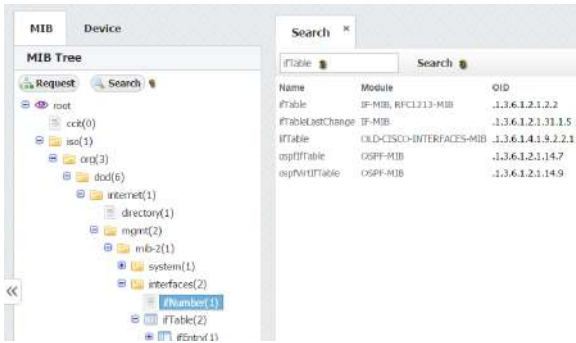 MIB
Device
MIB Tree
Request
Search
root
ccit(0)
iso(1)
org(3)
dod(6)
internet(1)
directory(1)
mgmt(2)
mib-2(1)
system(1)
interfaces(2)
ifNumber(1)
ifTable(2)
ifEntry(1)
Search
ifTable
Search
Name Module OID
ifTable IF-MIB, RFC1213-MIB .1.3.6.1.2.1.2.2
ifTableLastChange IF-MIB .1.3.6.1.2.1.31.1.5
lifTable OLD-CISCO-INTERFACES-MIB .1.3.6.1.4.1.9.2.2.1
ospfIfTable OSPF-MIB .1.3.6.1.2.1.14.7
ospfVirtIfTable OSPF-MIB .1.3.6.1.2.1.14.9